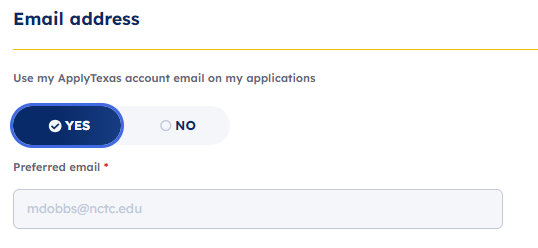 Email address
Use my ApplyTexas account email on my applications
YES NO
Preferred email *
mdobbs@nctc.edu